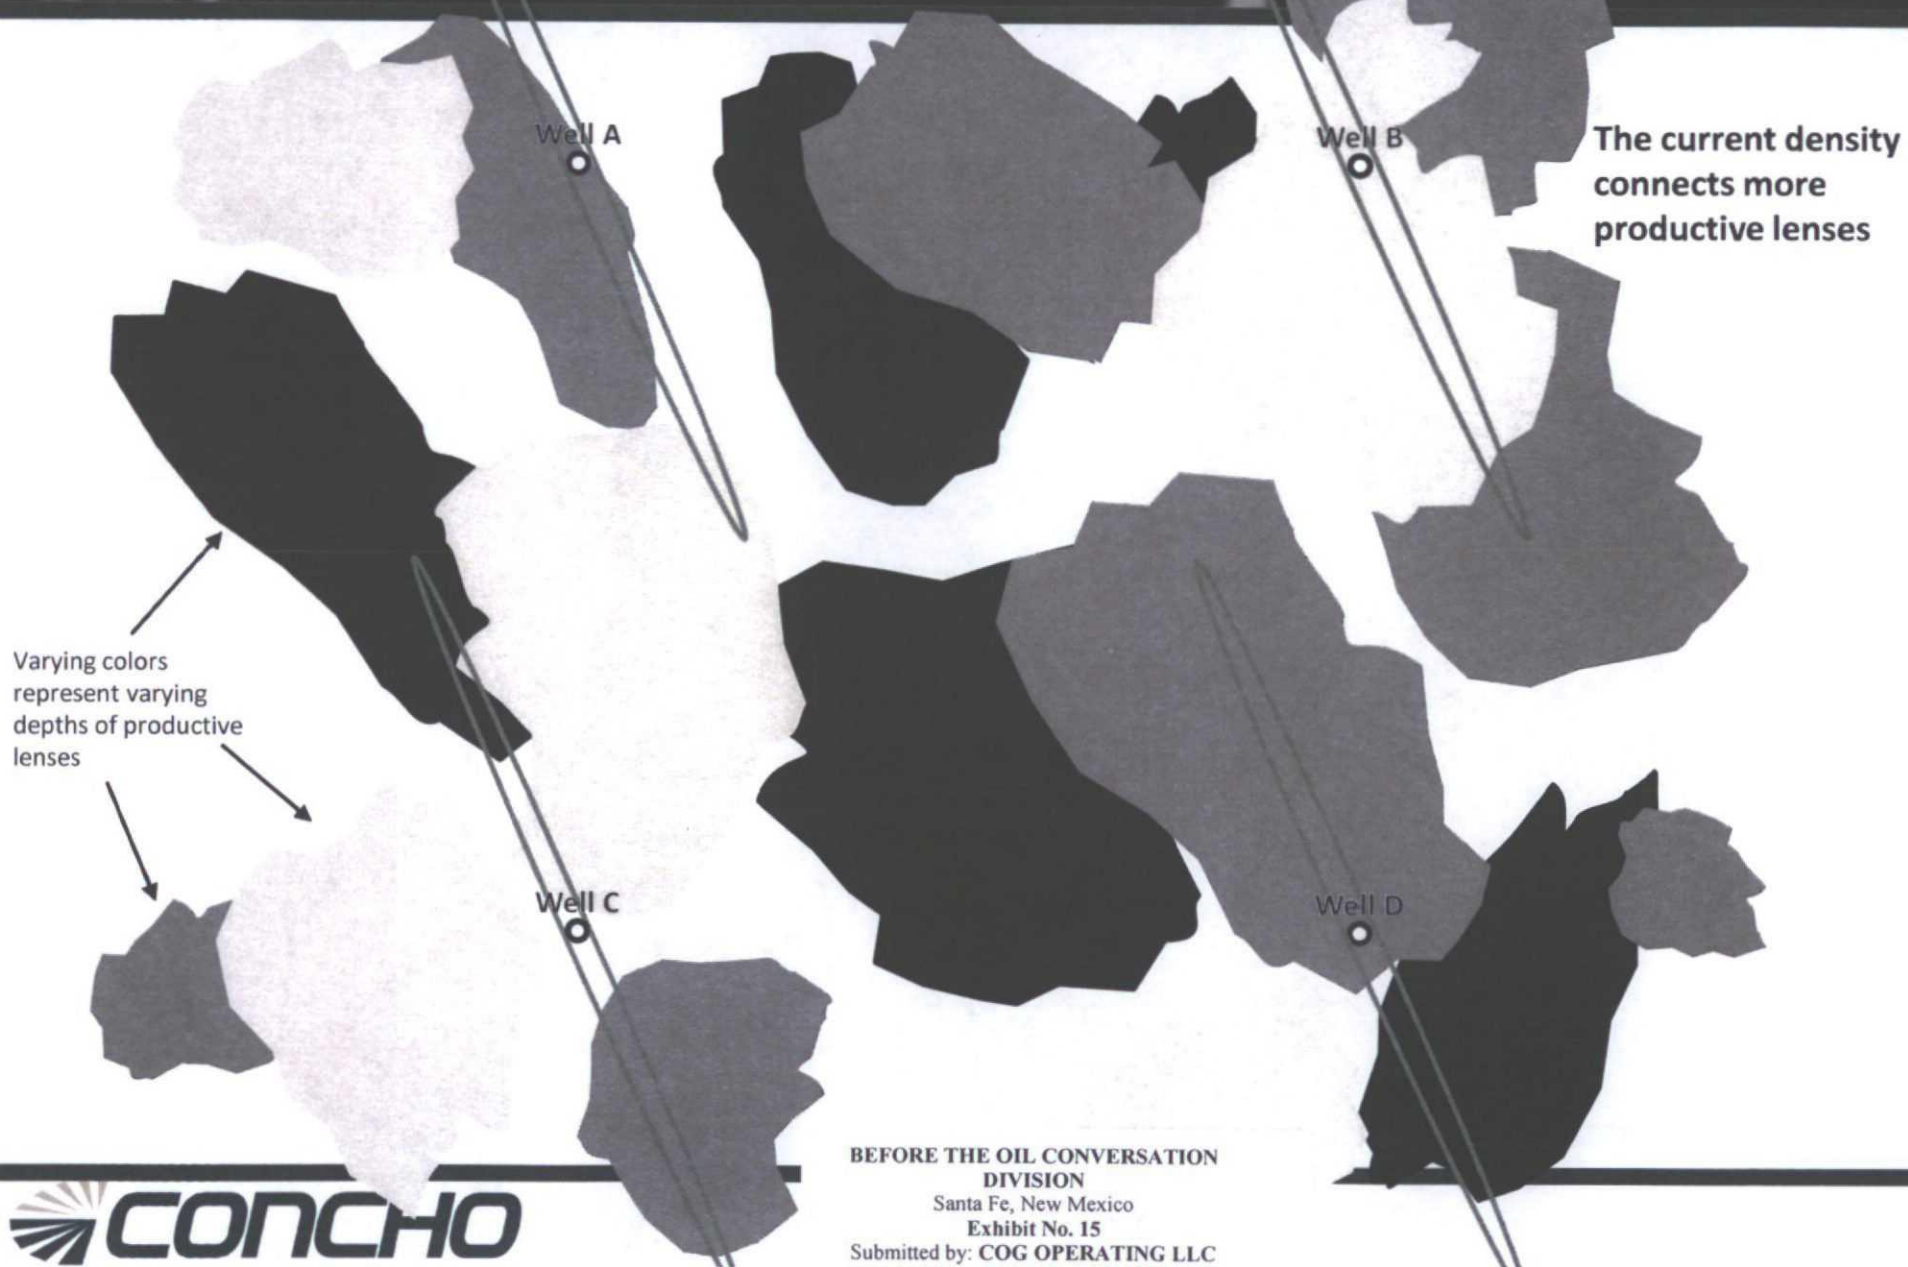 Well A
Well B
The current density
connects more
productive lenses
Varying colors
represent varying
depths of productive
lenses
Well C
Well D
CONCHO
BEFORE THE OIL CONVERSATION
DIVISION
Santa Fe, New Mexico
Exhibit No. 15
Submitted by: COG OPERATING LLC